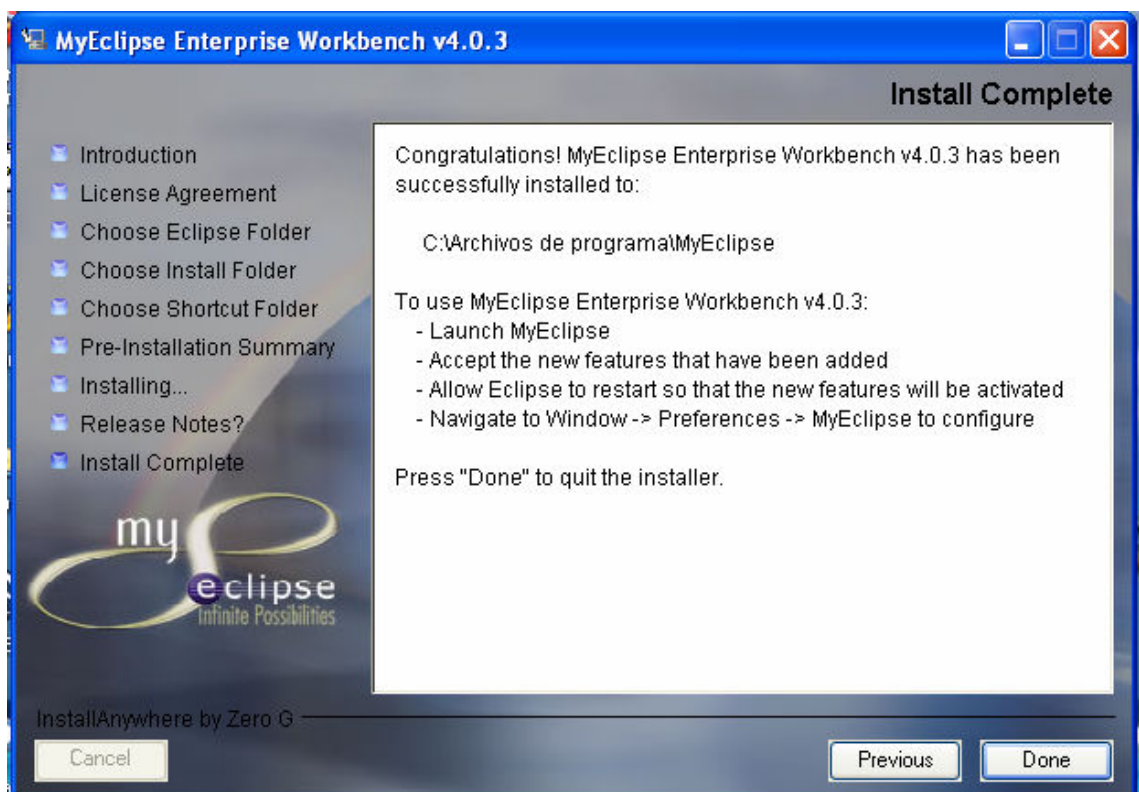 MyEclipse Enterprise Workbench v4.0.3
Install Complete
Introduction
License Agreement
Choose Eclipse Folder
Choose Install Folder
Choose Shortcut Folder
Pre-Installation Summary
Installing...
Release Notes?
Install Complete
my
eclipse
Infinite Possibilities
Congratulations! MyEclipse Enterprise Workbench v4.0.3 has been
successfully installed to:
C:\Archivos de programa\MyEclipse
To use MyEclipse Enterprise Workbench v4.0.3:
- Launch MyEclipse
- Accept the new features that have been added
- Allow Eclipse to restart so that the new features will be activated
- Navigate to Window -> Preferences -> MyEclipse to configure
Press "Done" to quit the installer.
InstallAnywhere by Zero G
Cancel
Previous
Done